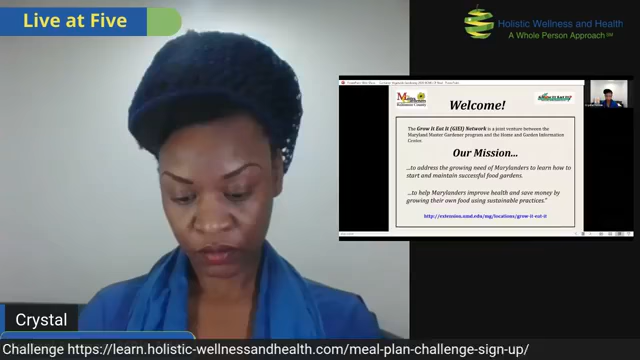 Live at Five
Holistic Wellness and Health
A Whole Person Approach℠
Welcome!
The Grow It Eat It (GIEI) Network is a joint venture between the
Maryland Master Gardener program and the Home and Garden Information
Center.
Our Mission...
...to address the growing need of Marylanders to learn how to
start and maintain successful food gardens.
...to help Marylanders improve health and save money by
growing their own food using sustainable practices."
http://extension.umd.edu/mg/locations/grow-it-eat-it
Crystal
Challenge https://learn.holistic-wellnessandhealth.com/meal-plan-challenge-sign-up/